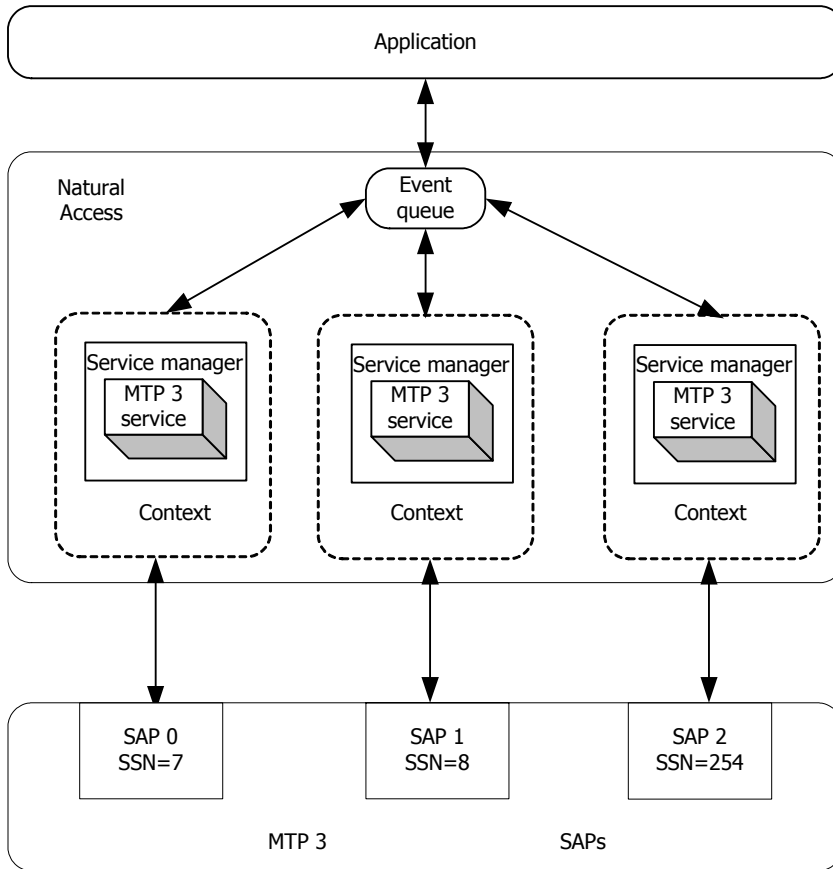 Application
Natural
Access
Event
queue
Service manager
MTP 3
service
Context
Service manager
MTP 3
service
Context
Service manager
MTP 3
service
Context
SAP 0
SSN=7
SAP 1
SSN=8
SAP 2
SSN=254
MTP 3
SAPs